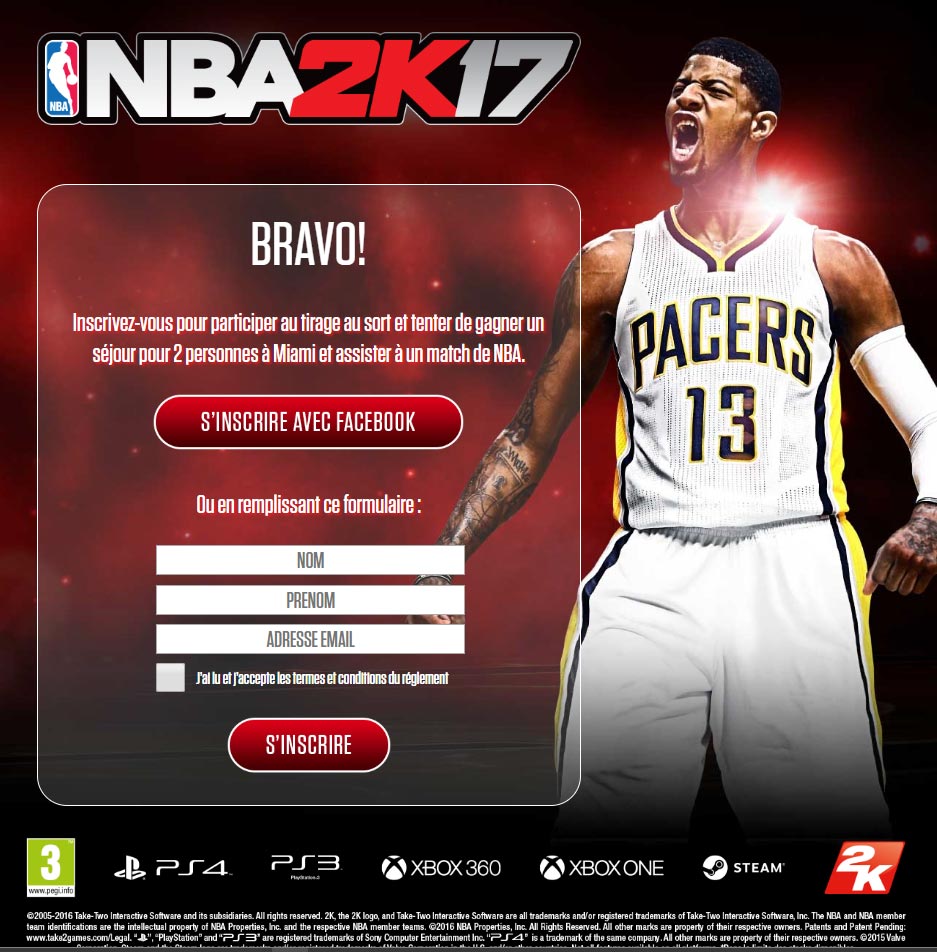 NBA NBA2K17
BRAVO!
Inscrivez-vous pour participer au tirage au sort et tenter de gagner un
séjour pour 2 personnes à Miami et assister à un match de NBA.
PACERS
13
S'INSCRIRE AVEC FACEBOOK
Ou en remplissant ce formulaire :
NOM
PRENOM
ADRESSE EMAIL
J'ai lu et j'accepte les termes et conditions du réglement
S'INSCRIRE
3
www.pegi.info
PS4
PS3
PlayStation.3
XBOX 360
XBOX ONE
STEAM
2K
©2005-2016 Take-Two Interactive Software and its subsidiaries. All rights reserved. 2K, the 2K logo, and Take-Two Interactive Software are all trademarks and/or registered trademarks of Take-Two Interactive Software, Inc. The NBA and NBA member
team identifications are the intellectual property of NBA Properties, Inc. and the respective NBA member teams. ©2016 NBA Properties, Inc. All Rights Reserved. All other marks are property of their respective owners. Patents and Patent Pending:
www.take2games.com/Legal. "", "PlayStation" and "PS3" are registered trademarks of Sony Computer Entertainment Inc. "PS4" is a trademark of the same company. All other marks are property of their respective owners. ©2015 Valve